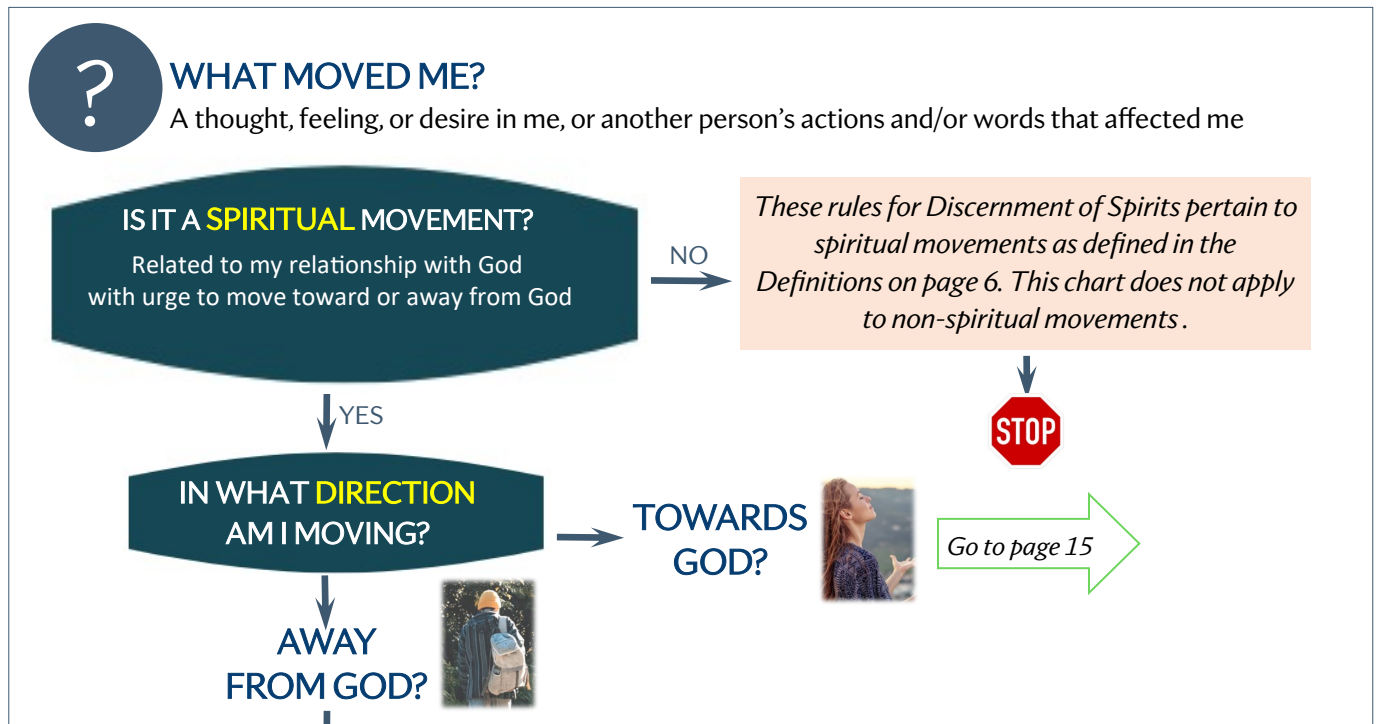 ?
WHAT MOVED ME?
A thought, feeling, or desire in me, or another person’s actions and/or words that affected me
IS IT A SPIRITUAL MOVEMENT?
Related to my relationship with God
with urge to move toward or away from God
NO
These rules for Discernment of Spirits pertain to
spiritual movements as defined in the
Definitions on page 6. This chart does not apply
to non-spiritual movements .
STOP
YES
IN WHAT DIRECTION
AM I MOVING?
TOWARDS
GOD?
Go to page 15
AWAY
FROM GOD?